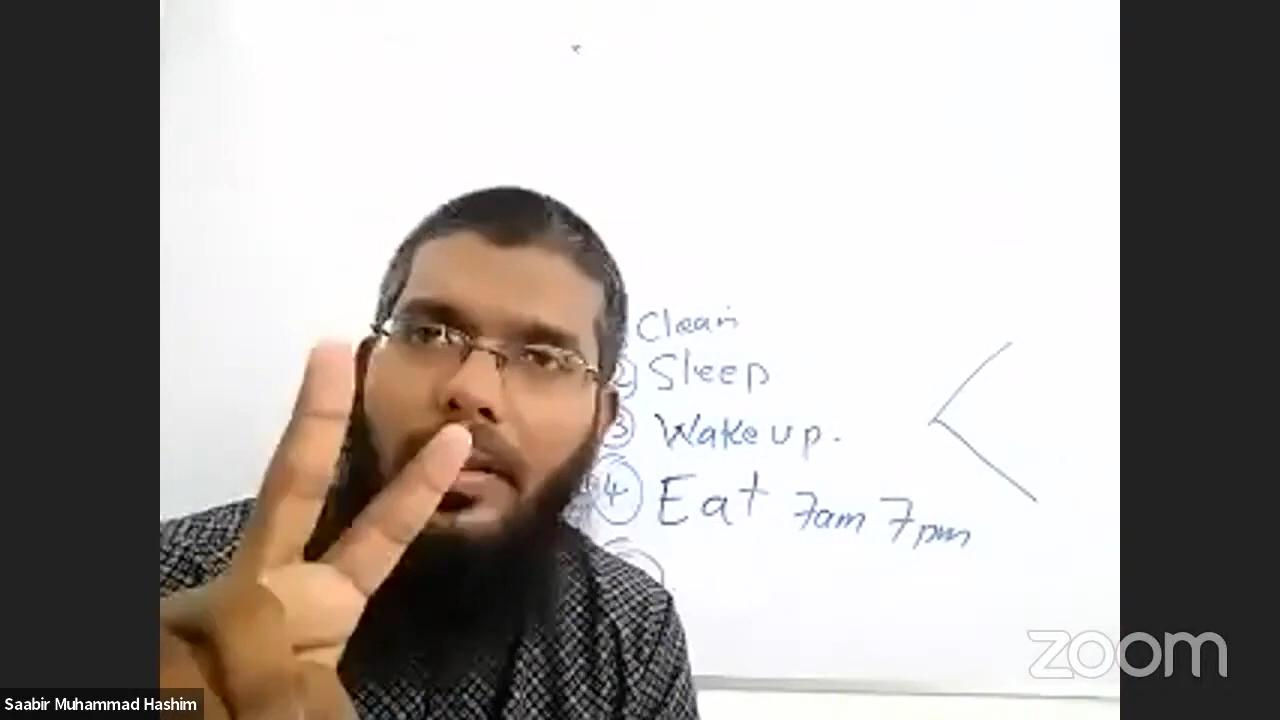 Clean
2 Sleep
3 Wake up.
4 Eat 7am 7pm
zoom
Saabir Muhammad Hashim